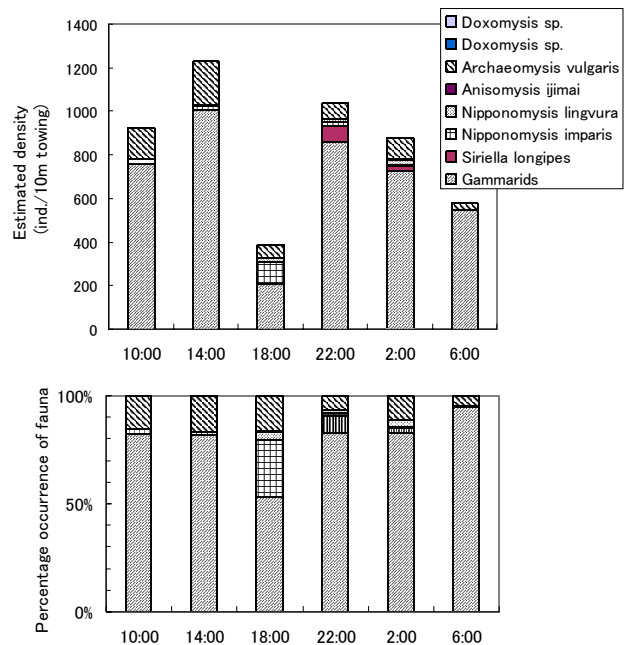 Doxomysis sp.
Doxomysis sp.
Archaeomysis vulgaris
Anisomysis ijimai
Nipponomysis lingvura
Nipponomysis imparis
Siriella longipes
Gammarids
Estimated density
(ind./10m towing)
1400
1200
1000
800
600
400
200
0
10:00 14:00 18:00 22:00 2:00 6:00
Percentage occurrence of fauna
100%
50%
0%
10:00 14:00 18:00 22:00 2:00 6:00